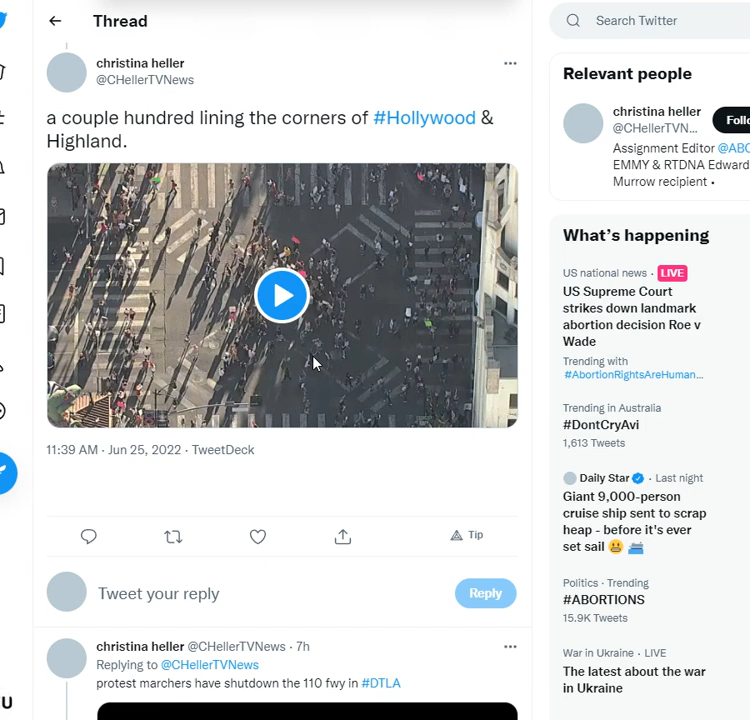 Thread
Search Twitter
christina heller
@CHellerTVNews
a couple hundred lining the corners of #Hollywood &
Highland.
11:39 AM · Jun 25, 2022 · TweetDeck
Tip
Tweet your reply
Reply
christina heller @CHellerTVNews · 7h
Replying to @CHellerTVNews
protest marchers have shutdown the 110 fwy in #DTLA
Relevant people
christina heller
@CHellerTVN...
Assignment Editor
EMMY & RTDNA Edward
Murrow recipient •
What's happening
US national news · LIVE
US Supreme Court
strikes down landmark
abortion decision Roe v
Wade
Trending with
#AbortionRightsAreHuman...
Trending in Australia
#DontCryAvi
1,613 Tweets
Daily Star · Last night
Giant 9,000-person
cruise ship sent to scrap
heap - before it's ever
set sail 😬 🛳️
Politics · Trending
#ABORTIONS
15.9K Tweets
War in Ukraine · LIVE
The latest about the war
in Ukraine